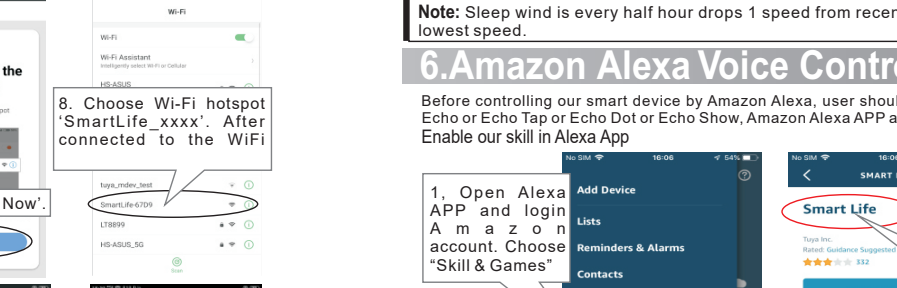 the
Now'.
Wi-Fi
Wi-Fi
Wi-Fi Assistant
Intelligently select Wi-Fi or Cellular
HS-ASUS
8. Choose Wi-Fi hotspot
'SmartLife_xxxx'. After
connected to the WiFi
tuya_mdev_test
SmartLife-67D9
LT8899
HS-ASUS_5G
Scan
Note: Sleep wind is every half hour drops 1 speed from recen
lowest speed.
6.Amazon Alexa Voice Contr
Before controlling our smart device by Amazon Alexa, user shou
Echo or Echo Tap or Echo Dot or Echo Show, Amazon Alexa APP a
Enable our skill in Alexa App
No SIM 16:06 54%
1, Open Alexa
APP and login
Amazon
account. Choose
“Skill & Games”
Add Device
Lists
Reminders & Alarms
Contacts
No SIM 16:06
SMART
Smart Life
Tuya Inc.
Rated: Guidance Suggested
332